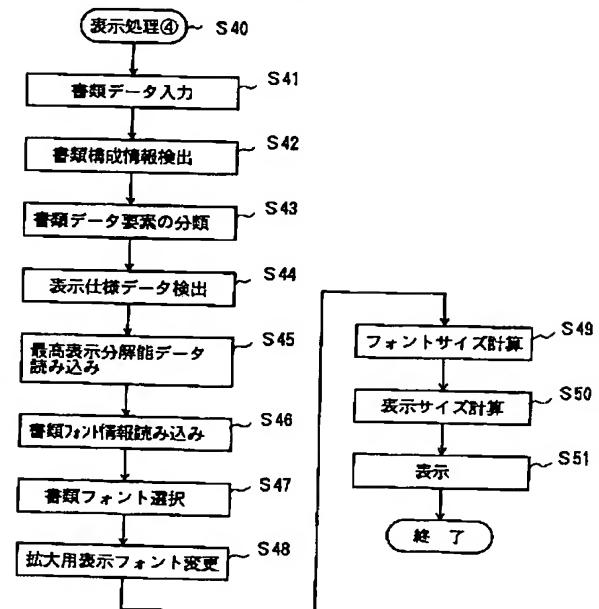 表示処理④ S40
書類データ入力 S41
書類構成情報検出 S42
書類データ要素の分類 S43
表示仕様データ検出 S44
最高表示分解能データ
読み込み S45
書類フォント情報読み込み S46
書類フォント選択 S47
拡大用表示フォント変更 S48
フォントサイズ計算 S49
表示サイズ計算 S50
表示 S51
終 了